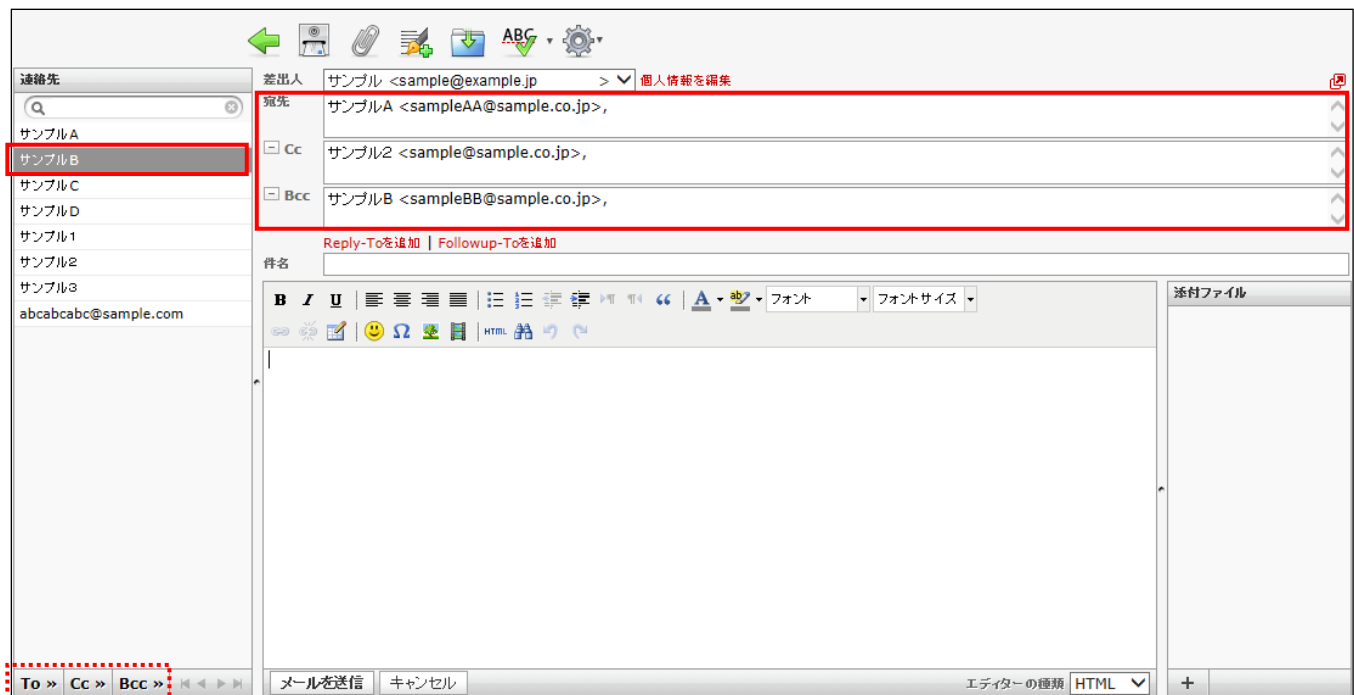 ABC
連絡先
サンプルA
サンプルB
サンプルC
サンプルD
サンプル1
サンプル2
サンプル3
abcabcabc@sample.com
To » Cc » Bcc »
差出人 サンプル <sample@example.jp > 個人情報を編集
宛先 サンプルA <sampleAA@sample.co.jp>,
Cc サンプル2 <sample@sample.co.jp>,
Bcc サンプルB <sampleBB@sample.co.jp>,
Reply-Toを追加 | Followup-Toを追加
件名
B I U A ab フォント フォントサイズ
Ω HTML
メールを送信 キャンセル エディターの種類 HTML
添付ファイル
+